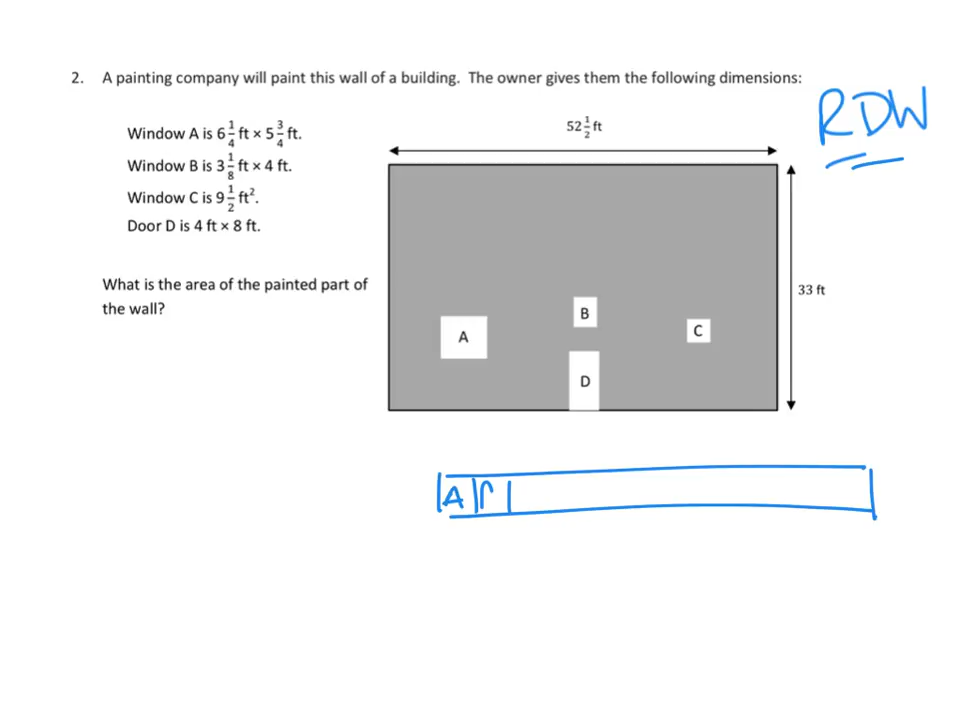 2. A painting company will paint this wall of a building. The owner gives them the following dimensions:
RDW
Window A is 6 1/4 ft × 5 3/4 ft.
52 1/2 ft
Window B is 3 1/8 ft × 4 ft.
Window C is 9 1/2 ft².
Door D is 4 ft × 8 ft.
What is the area of the painted part of
the wall?
33 ft
B
A
C
D
A